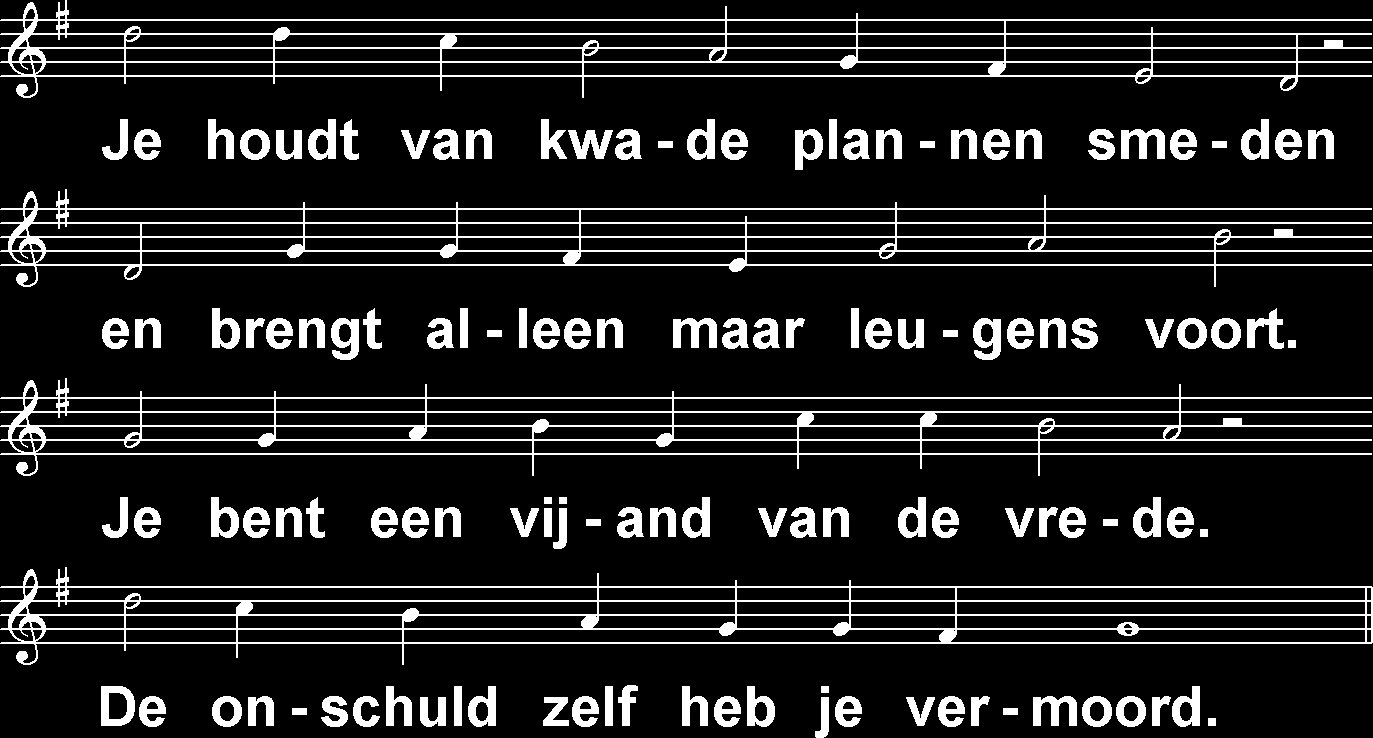 Je houdt van kwa - de plan - nen sme - den
en brengt al - leen maar leu - gens voort.
Je bent een vij - and van de vre - de.
De on - schuld zelf heb je ver - moord.